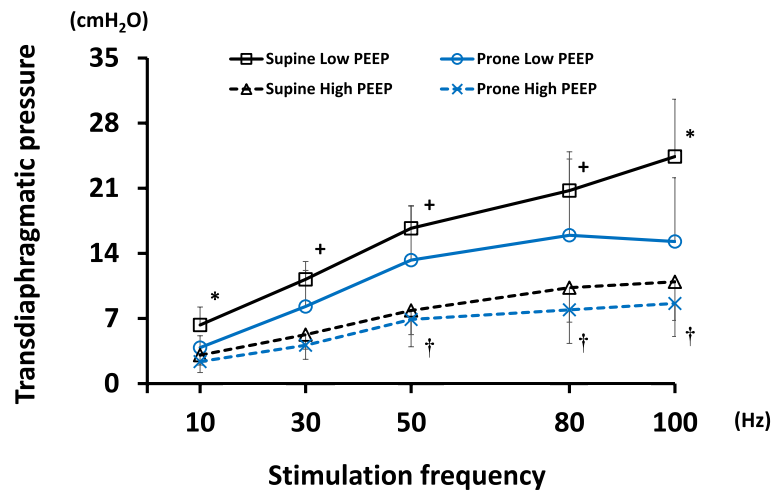 (cmH₂O)
Transdiaphragmatic pressure
35
28
21
14
7
0
Supine Low PEEP
Prone Low PEEP
Supine High PEEP
Prone High PEEP
*
+
+
+
*
†
†
†
10 30 50 80 100 (Hz)
Stimulation frequency